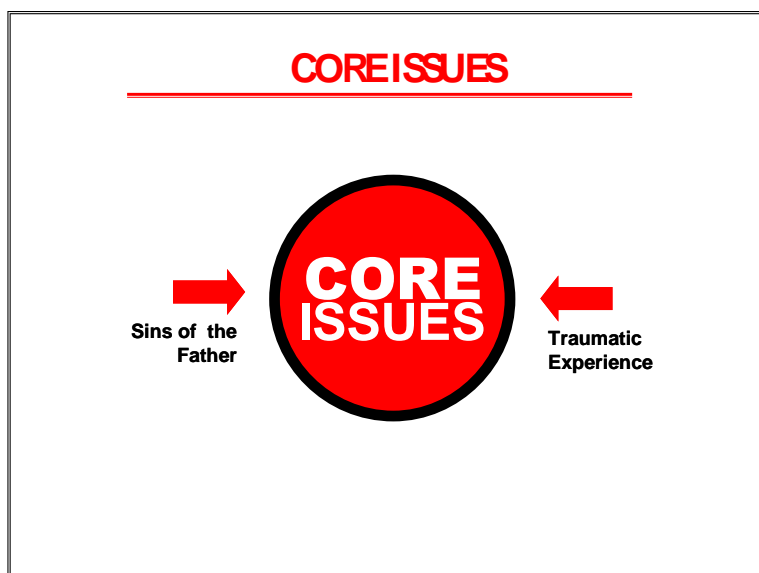 CORE ISSUES
CORE
ISSUES
Sins of the
Father
Traumatic
Experience